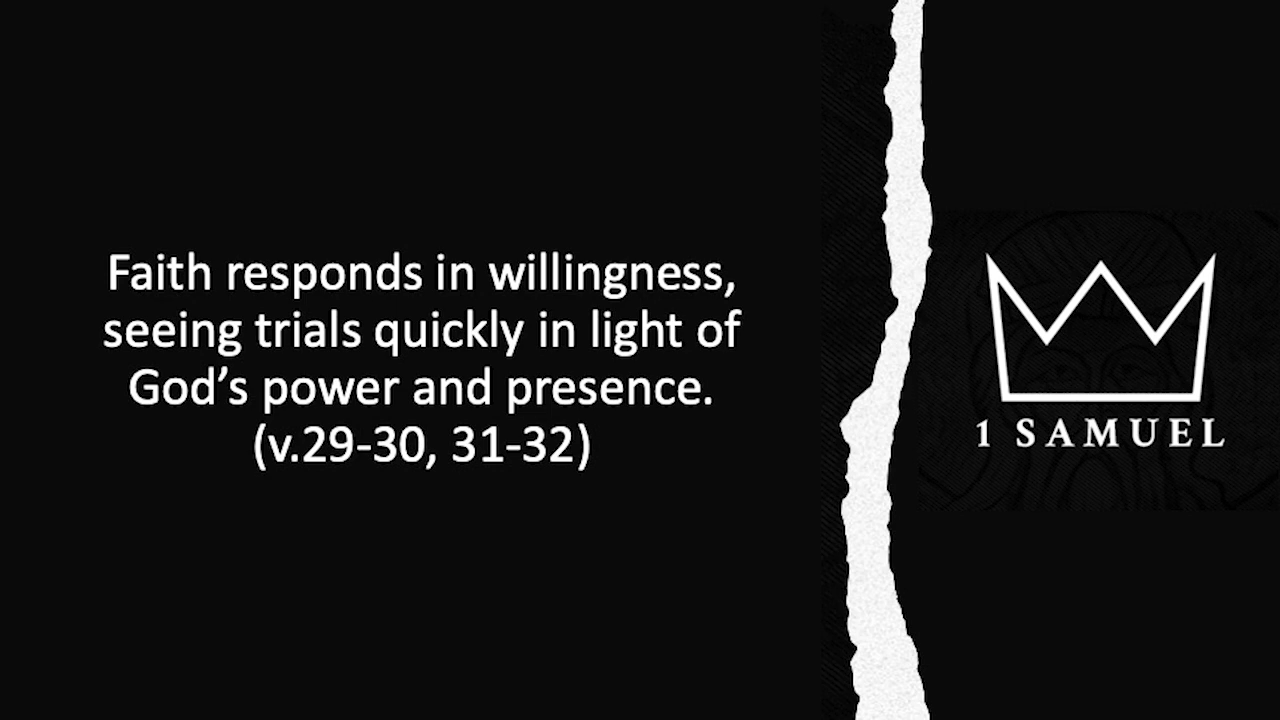 Faith responds in willingness,
seeing trials quickly in light of
God’s power and presence.
(v.29-30, 31-32)
1 SAMUEL